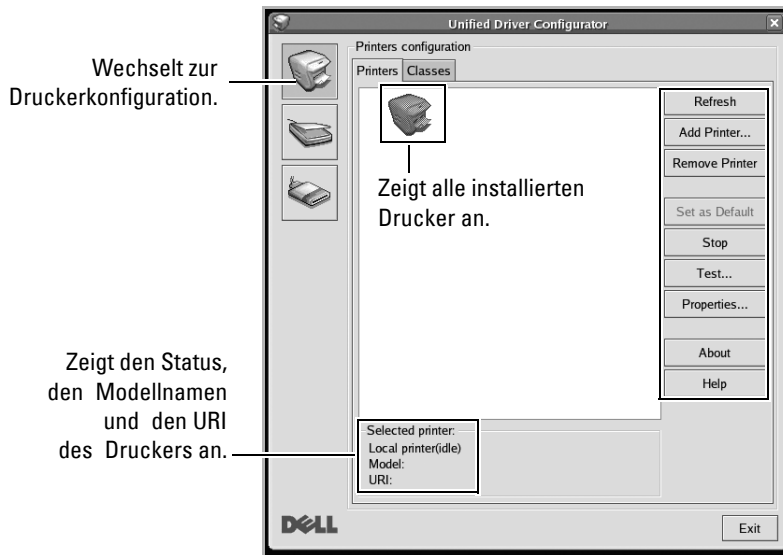 Unified Driver Configurator
Printers configuration
Printers Classes
Wechselt zur
Druckerkonfiguration.
Zeigt alle installierten
Drucker an.
Refresh
Add Printer...
Remove Printer
Set as Default
Stop
Test...
Properties...
About
Help
Zeigt den Status,
den Modellnamen
und den URI
des Druckers an.
Selected printer:
Local printer(idle)
Model:
URI:
DELL
Exit